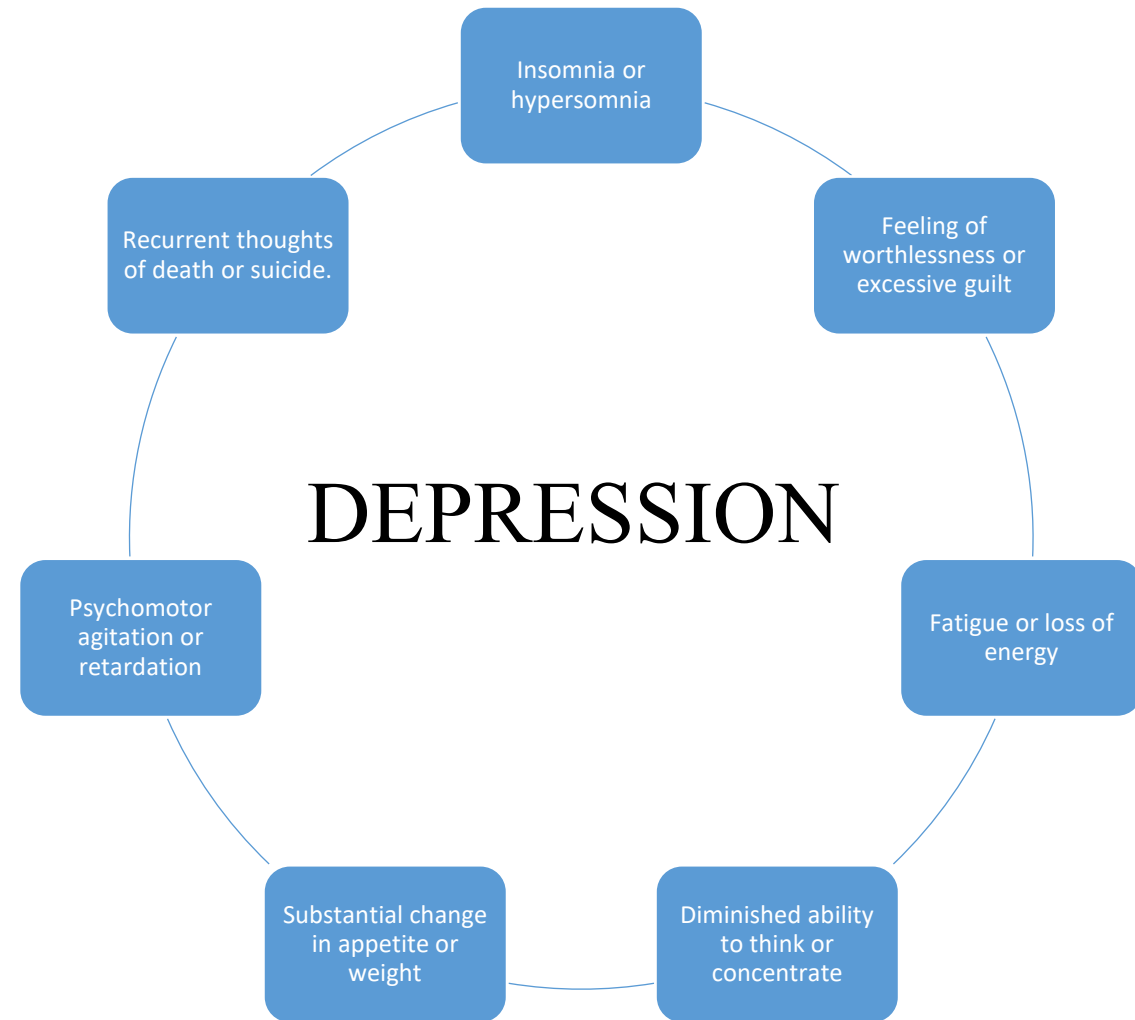 Insomnia or
hypersomnia
Feeling of
worthlessness or
excessive guilt
Fatigue or loss of
energy
Diminished ability
to think or
concentrate
Substantial change
in appetite or
weight
Psychomotor
agitation or
retardation
Recurrent thoughts
of death or suicide.
DEPRESSION